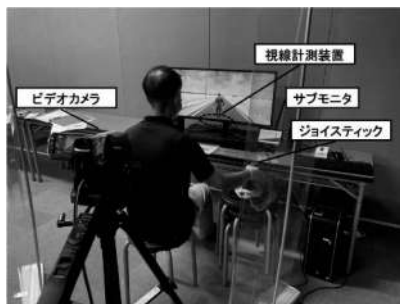 視線計測装置
サブモニタ
ビデオカメラ
ジョイスティック